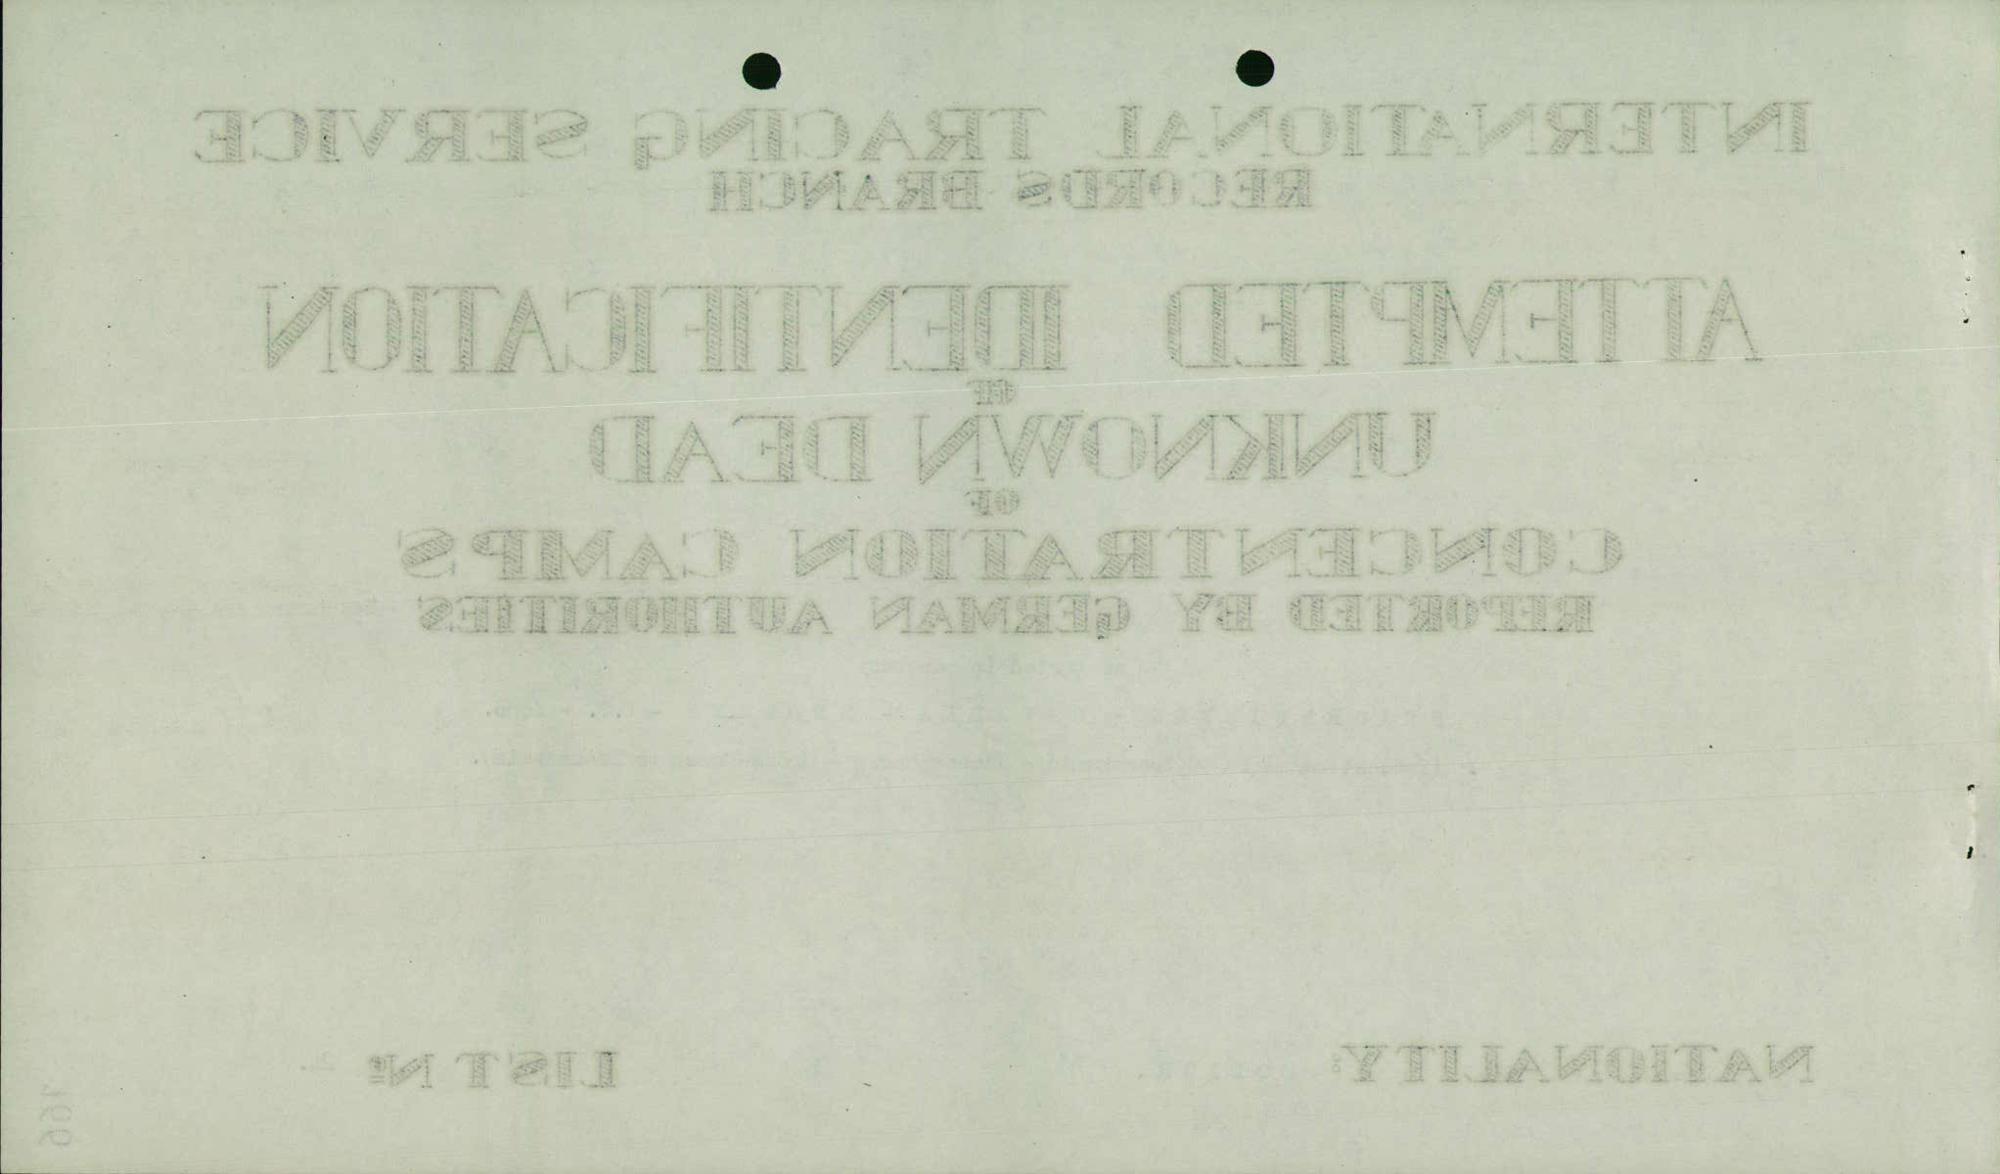 INTERNATIONAL TRACING SERVICE
RECORDS BRANCH
ATTEMPTED IDENTIFICATION
OF
UNKNOWN DEAD
OF
CONCENTRATION CAMPS
REPORTED BY GERMAN AUTHORITIES
NATIONALITY:
LIST Nº 2.